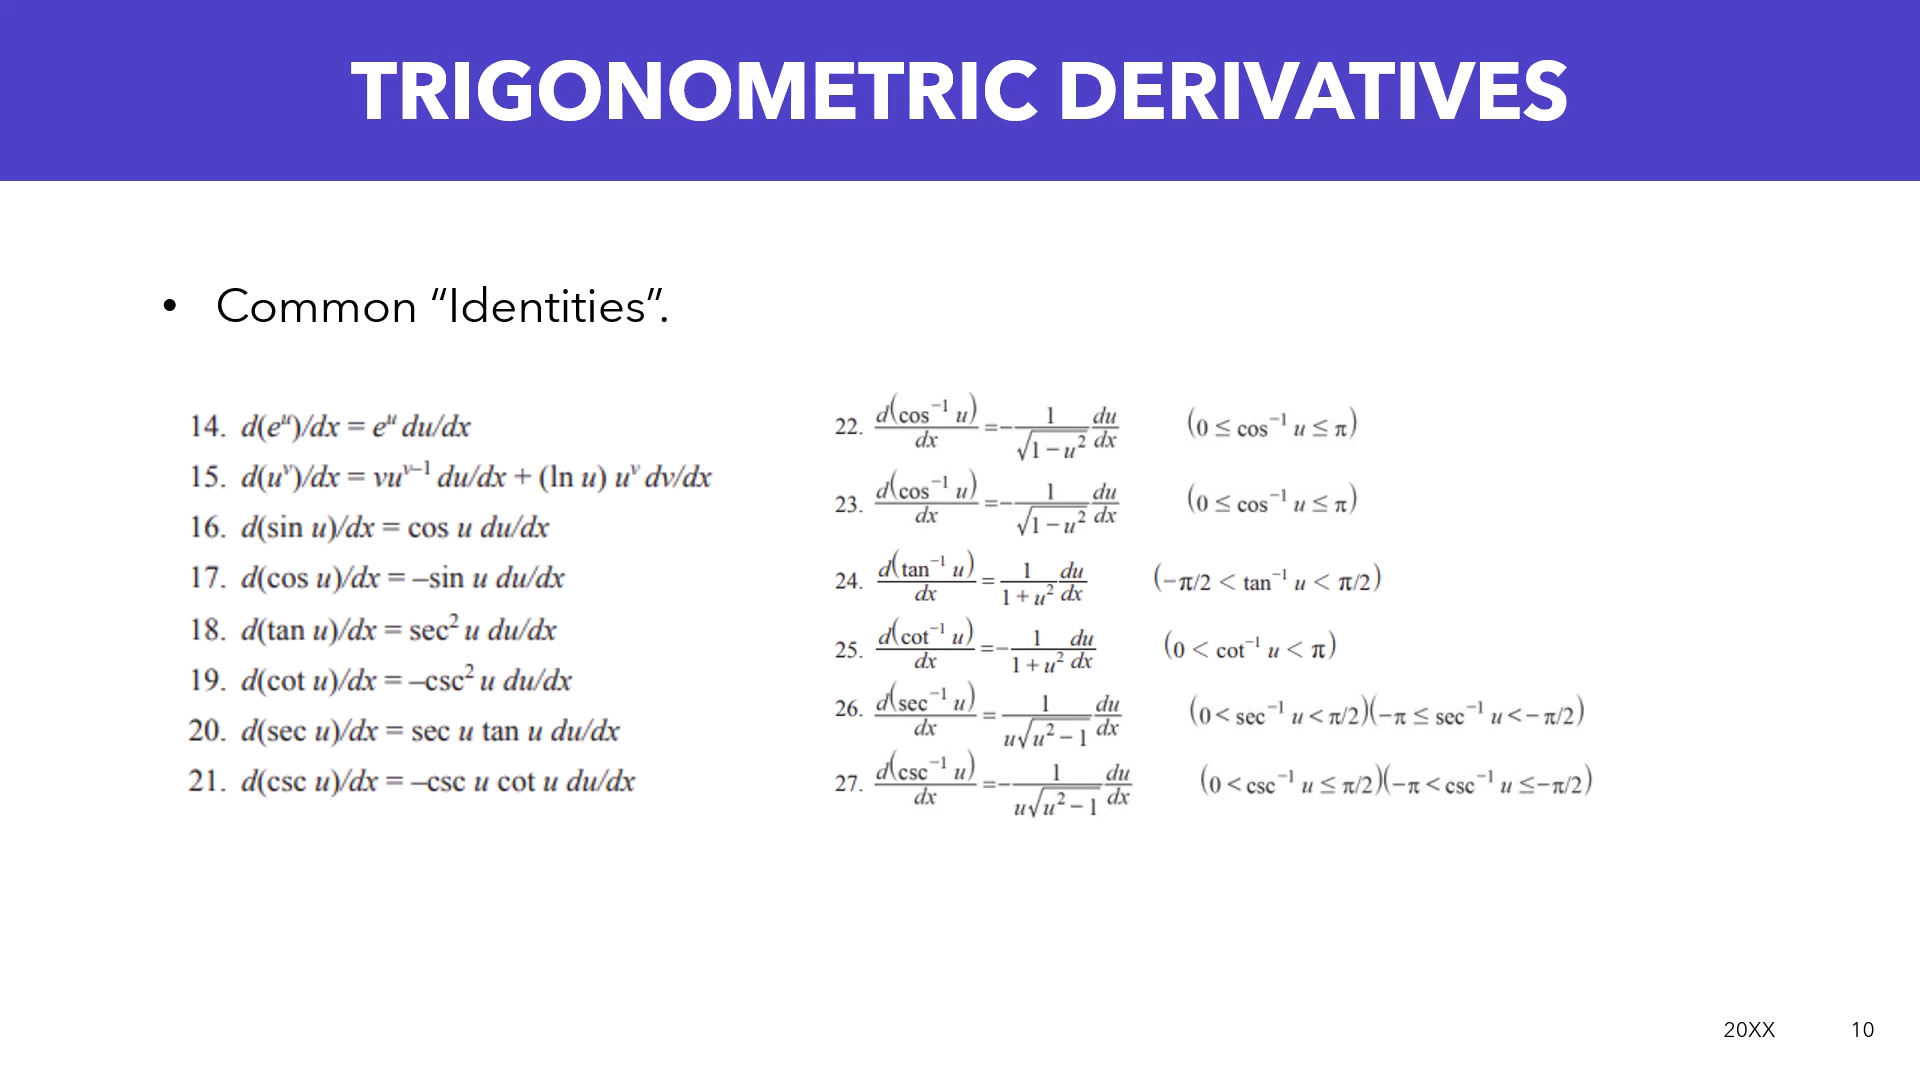 TRIGONOMETRIC DERIVATIVES
• Common “Identities”.
14. d(e^u)/dx = e^u du/dx
15. d(u^v)/dx = vu^(v–1) du/dx + (ln u) u^v dv/dx
16. d(sin u)/dx = cos u du/dx
17. d(cos u)/dx = –sin u du/dx
18. d(tan u)/dx = sec² u du/dx
19. d(cot u)/dx = –csc² u du/dx
20. d(sec u)/dx = sec u tan u du/dx
21. d(csc u)/dx = –csc u cot u du/dx
22. d(cos⁻¹ u)/dx = − 1/√(1 − u²) du/dx (0 ≤ cos⁻¹ u ≤ π)
23. d(cos⁻¹ u)/dx = − 1/√(1 − u²) du/dx (0 ≤ cos⁻¹ u ≤ π)
24. d(tan⁻¹ u)/dx = 1/(1 + u²) du/dx (−π/2 < tan⁻¹ u < π/2)
25. d(cot⁻¹ u)/dx = − 1/(1 + u²) du/dx (0 < cot⁻¹ u < π)
26. d(sec⁻¹ u)/dx = 1/(u√(u² − 1)) du/dx (0 < sec⁻¹ u < π/2)(−π ≤ sec⁻¹ u < −π/2)
27. d(csc⁻¹ u)/dx = − 1/(u√(u² − 1)) du/dx (0 < csc⁻¹ u ≤ π/2)(−π < csc⁻¹ u ≤ −π/2)
20XX 10